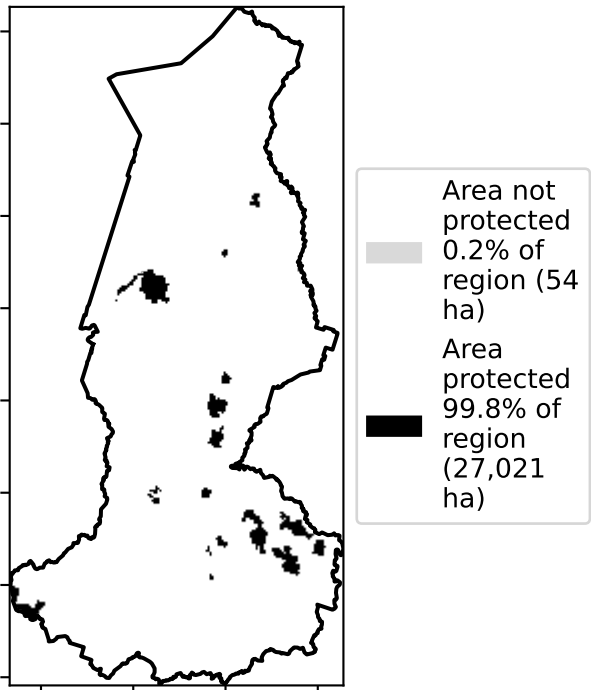 Area not
protected
0.2% of
region (54
ha)
Area
protected
99.8% of
region
(27,021
ha)